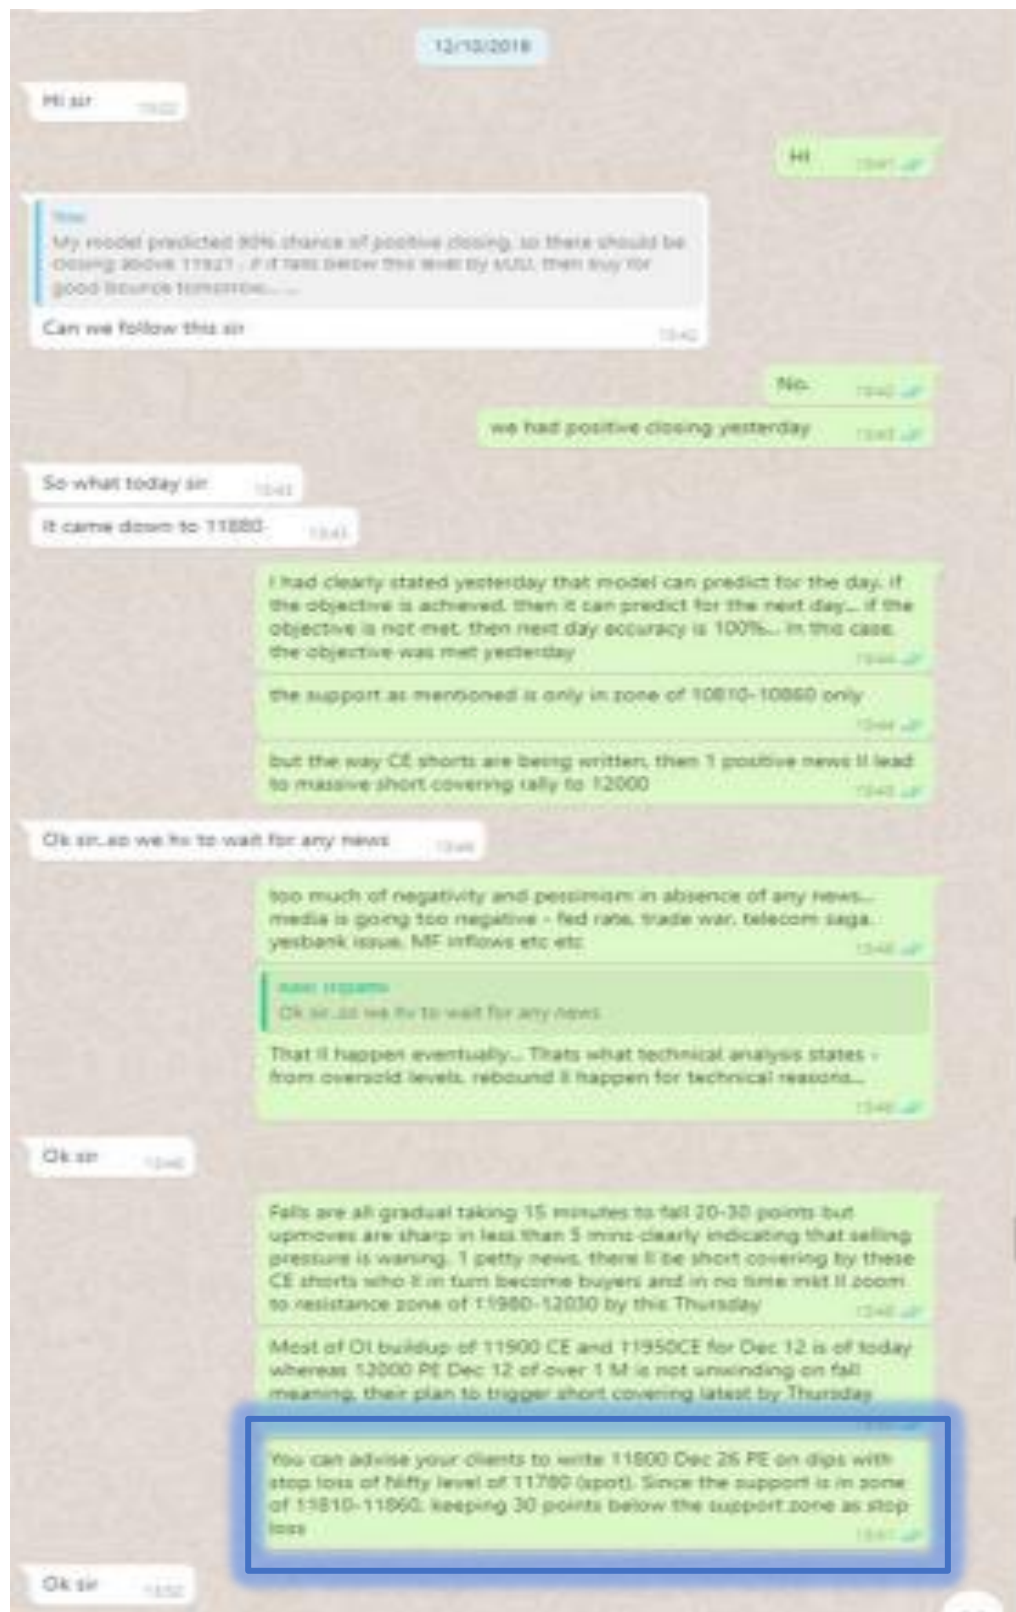 12/10/2019
Hi sir
Hi
You
My model predicted 90% chance of positive closing, so there should be
closing above 11921 . if it falls below this level by then buy for
good bounce tomorrow......
Can we follow this sir
No.
we had positive closing yesterday
So what today sir
It came down to 11880
I had clearly stated yesterday that model can predict for the day. if
the objective is achieved, then it can predict for the next day... if the
objective is not met, then next day accuracy is 100%... In this case,
the objective was met yesterday
the support as mentioned is only in zone of 10810-10860 only
but the way CE shorts are being written, then 1 positive news ll lead
to massive short covering rally to 12000
Ok sir..so we hv to wait for any news
too much of negativity and pessimism in absence of any news...
media is going too negative - fed rate, trade war, telecom saga,
yesbank issue, MF inflows etc etc
Ok sir..so we hv to wait for any news
That ll happen eventually... Thats what technical analysis states -
from oversold levels, rebound ll happen for technical reasons...
Ok sir
Falls are all gradual taking 15 minutes to fall 20-30 points but
upmoves are sharp in less than 5 mins clearly indicating that selling
pressure is waning. 1 petty news, there ll be short covering by these
CE shorts who ll in turn become buyers and in no time mkt ll zoom
to resistance zone of 11980-12030 by this Thursday
Most of OI buildup of 11900 CE and 11950CE for Dec 12 is of today
whereas 12000 PE Dec 12 of over 1 M is not unwinding on fall
meaning, their plan to trigger short covering latest by Thursday
You can advise your clients to write 11800 Dec 26 PE on dips with
stop loss of Nifty level of 11780 (spot). Since the support is in zone
of 11810-11860, keeping 30 points below the support zone as stop
loss
Ok sir